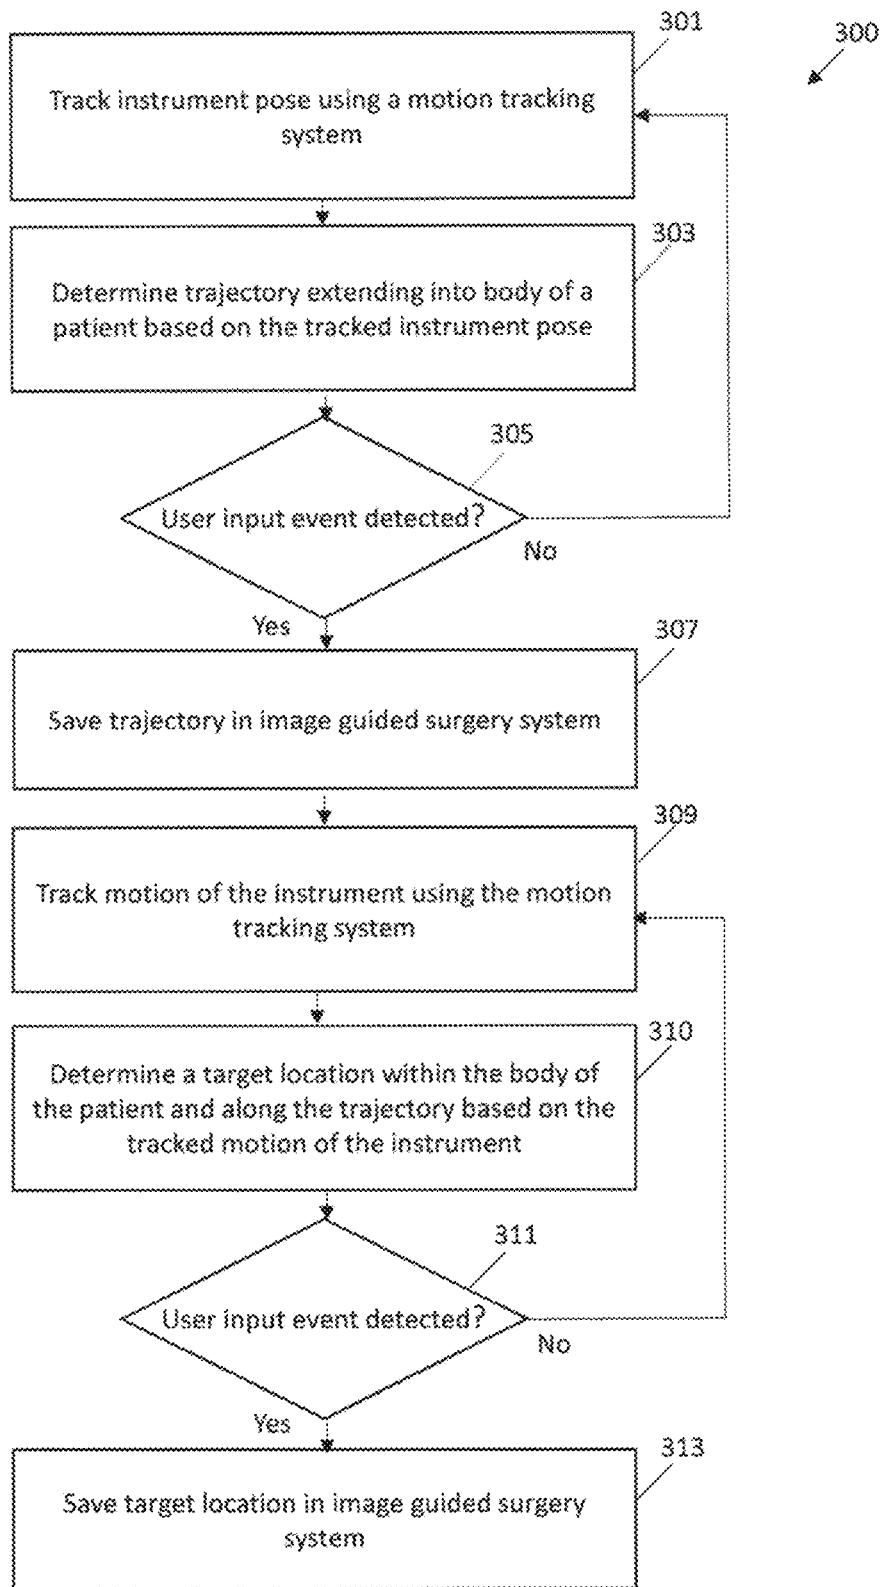 301
300
Track instrument pose using a motion tracking
system
303
Determine trajectory extending into body of a
patient based on the tracked instrument pose
305
User input event detected?
No
Yes
307
Save trajectory in image guided surgery system
309
Track motion of the instrument using the motion
tracking system
310
Determine a target location within the body of
the patient and along the trajectory based on the
tracked motion of the instrument
311
User input event detected?
No
Yes
313
Save target location in image guided surgery
system